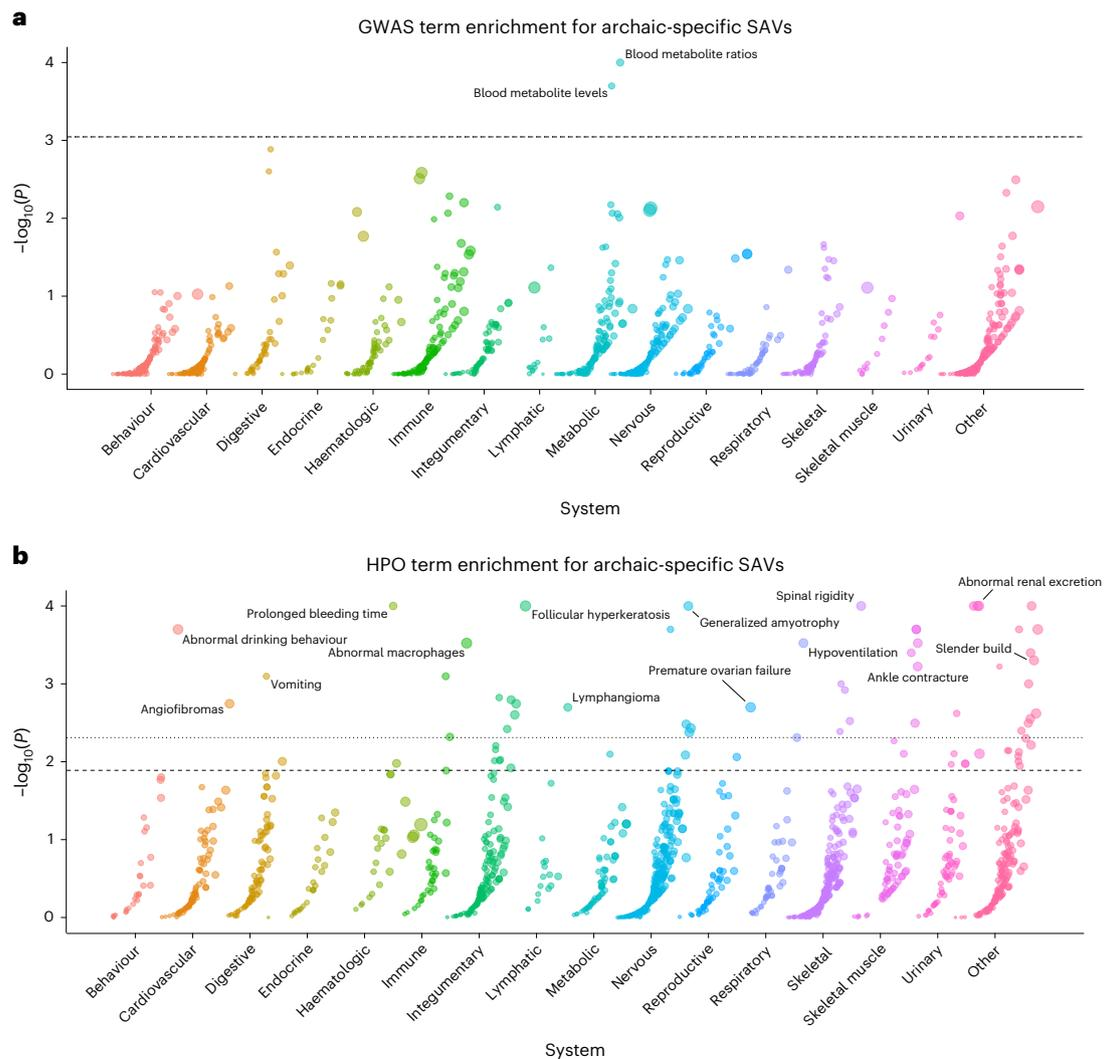 a
GWAS term enrichment for archaic-specific SAVs
Blood metabolite ratios
Blood metabolite levels
4
3
2
1
0
−log10(P)
Behaviour
Cardiovascular
Digestive
Endocrine
Haematologic
Immune
Integumentary
Lymphatic
Metabolic
Nervous
Reproductive
Respiratory
Skeletal
Skeletal muscle
Urinary
Other
System
b
HPO term enrichment for archaic-specific SAVs
Abnormal renal excretion
Spinal rigidity
Prolonged bleeding time
Follicular hyperkeratosis
Generalized amyotrophy
Abnormal drinking behaviour
Abnormal macrophages
Hypoventilation
Slender build
Premature ovarian failure
Ankle contracture
Vomiting
Lymphangioma
Angiofibromas
4
3
2
1
0
−log10(P)
Behaviour
Cardiovascular
Digestive
Endocrine
Haematologic
Immune
Integumentary
Lymphatic
Metabolic
Nervous
Reproductive
Respiratory
Skeletal
Skeletal muscle
Urinary
Other
System